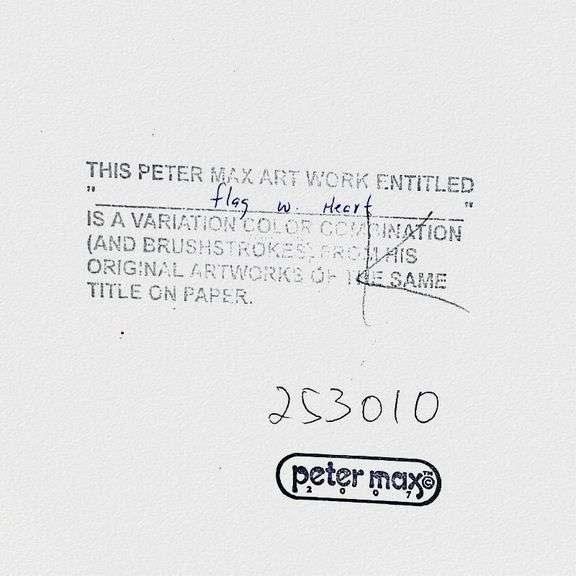 THIS PETER MAX ART WORK ENTITLED
" flag w. Heart "
IS A VARIATION COLOR COMBINATION
(AND BRUSHSTROKES) FROM HIS
ORIGINAL ARTWORKS OF THE SAME
TITLE ON PAPER.
K
253010
peter max ™ ©
2007